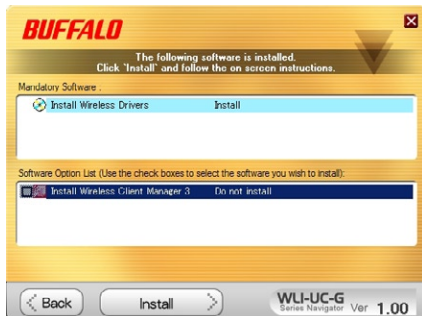 BUFFALO
The following software is installed.
Click 'Install' and follow the on screen instructions.
Mandatory Software .
Install Wireless Drivers Install
Software Option List (Use the check boxes to select the software you wish to install):
Install Wireless Client Manager 3 Do not install
Back Install WLI-UC-G
Series Navigator Ver 1.00